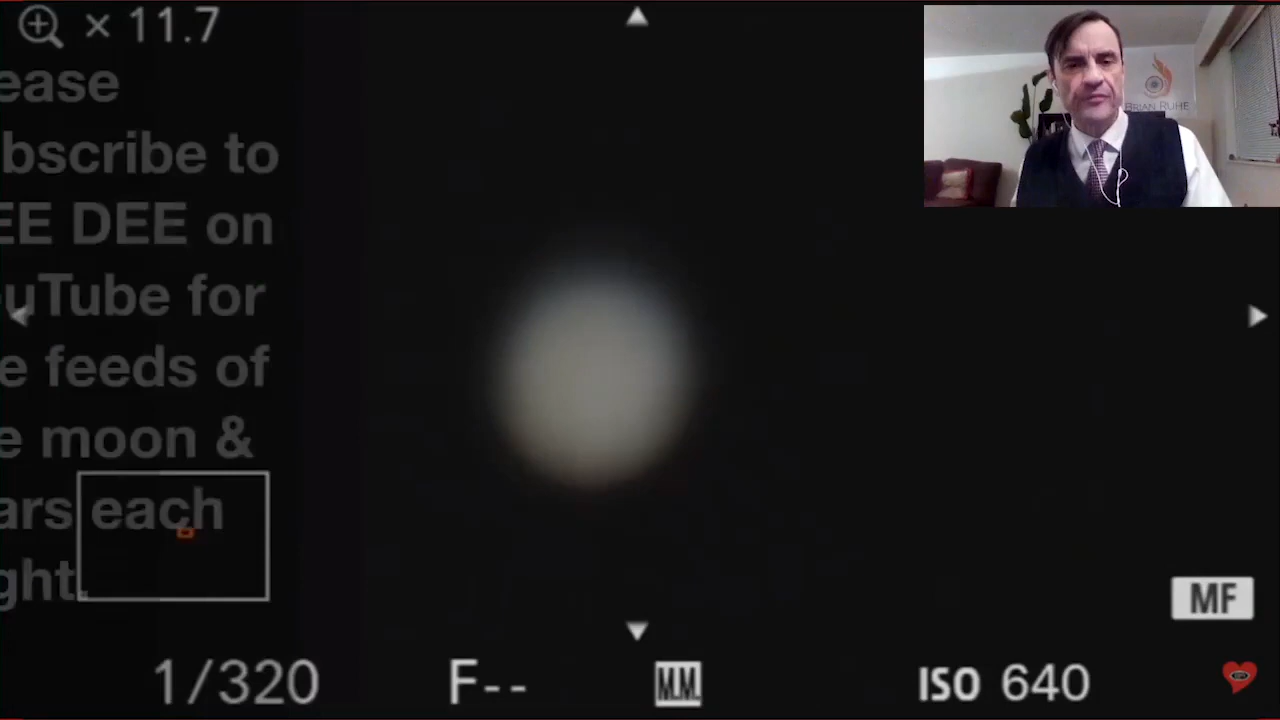 × 11.7
ease
bscribe to
EE DEE on
uTube for
e feeds of
e moon &
ars each
ght.
BRIAN RUHE
MF
1/320
F--
M.M.
ISO 640